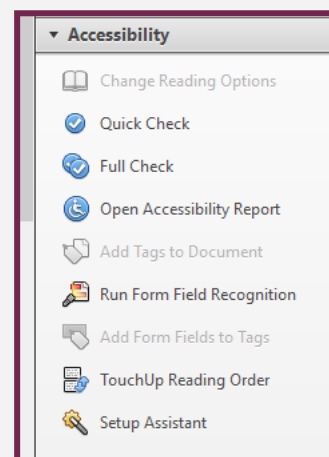 Accessibility
Change Reading Options
Quick Check
Full Check
Open Accessibility Report
Add Tags to Document
Run Form Field Recognition
Add Form Fields to Tags
TouchUp Reading Order
Setup Assistant